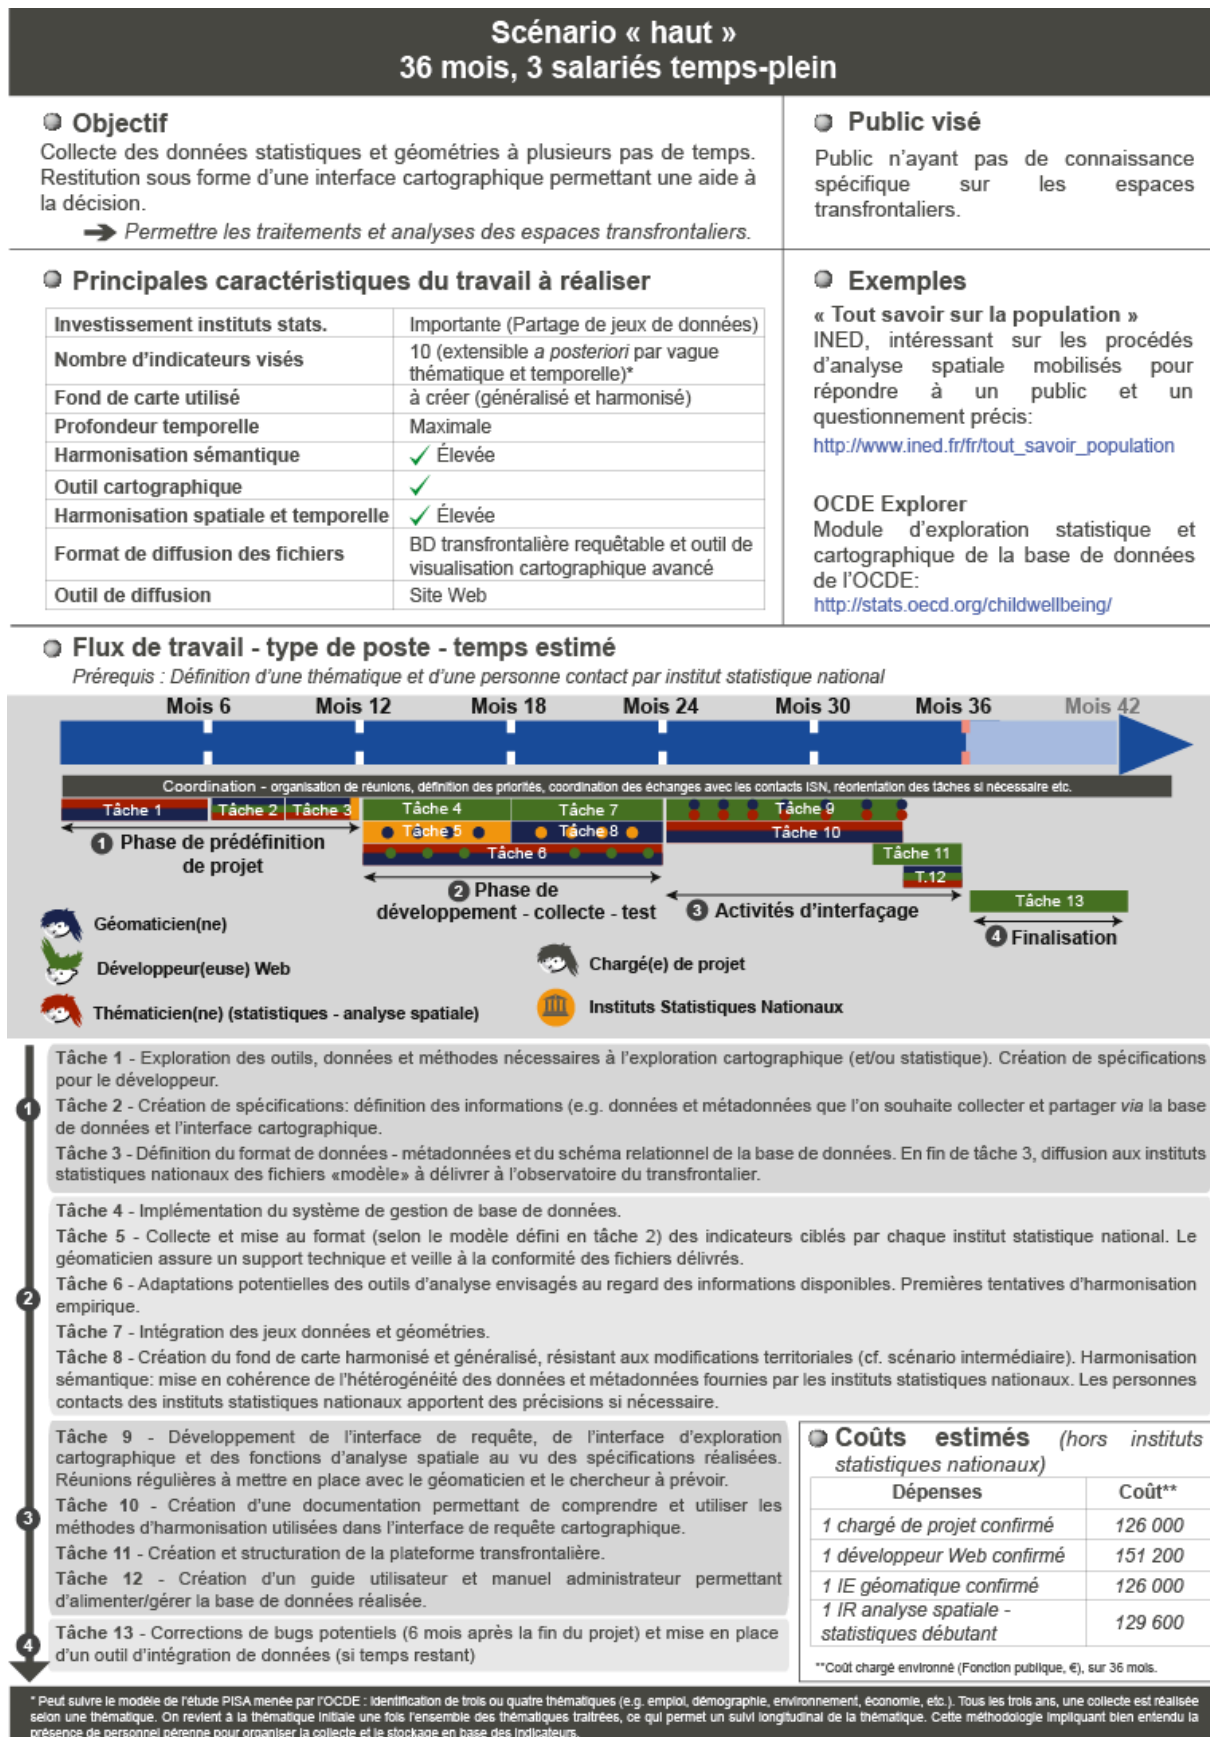 Scénario « haut »
36 mois, 3 salariés temps-plein
Objectif
Collecte des données statistiques et géométries à plusieurs pas de temps.
Restitution sous forme d'une interface cartographique permettant une aide à
la décision.
Permettre les traitements et analyses des espaces transfrontaliers.
Public visé
Public n'ayant pas de connaissance
spécifique sur les espaces
transfrontaliers.
Principales caractéristiques du travail à réaliser
Investissement instituts stats. Importante (Partage de jeux de données)
Nombre d'indicateurs visés 10 (extensible a posteriori par vague
thématique et temporelle)*
Fond de carte utilisé à créer (généralisé et harmonisé)
Profondeur temporelle Maximale
Harmonisation sémantique ✓ Élevée
Outil cartographique ✓
Harmonisation spatiale et temporelle ✓ Élevée
Format de diffusion des fichiers BD transfrontalière requêtable et outil de
visualisation cartographique avancé
Outil de diffusion Site Web
Exemples
« Tout savoir sur la population »
INED, intéressant sur les procédés
d'analyse spatiale mobilisés pour
répondre à un public et un
questionnement précis:
http://www.ined.fr/fr/tout_savoir_population
OCDE Explorer
Module d'exploration statistique et
cartographique de la base de données
de l'OCDE:
http://stats.oecd.org/childwellbeing/
Flux de travail - type de poste - temps estimé
Prérequis : Définition d'une thématique et d'une personne contact par institut statistique national
Mois 6 Mois 12 Mois 18 Mois 24 Mois 30 Mois 36 Mois 42
Coordination - organisation de réunions, définition des priorités, coordination des échanges avec les contacts ISN, réorientation des tâches si nécessaire etc.
Tâche 1 Tâche 2 Tâche 3 Tâche 4 Tâche 7 Tâche 9
Tâche 5 Tâche 8 Tâche 10
Tâche 6 Tâche 11
T.12
Tâche 13
1 Phase de prédéfinition
de projet
2 Phase de
développement - collecte - test
3 Activités d'interfaçage
4 Finalisation
Géomaticien(ne)
Développeur(euse) Web
Thématicien(ne) (statistiques - analyse spatiale)
Chargé(e) de projet
Instituts Statistiques Nationaux
1
Tâche 1 - Exploration des outils, données et méthodes nécessaires à l'exploration cartographique (et/ou statistique). Création de spécifications
pour le développeur.
Tâche 2 - Création de spécifications: définition des informations (e.g. données et métadonnées que l'on souhaite collecter et partager via la base
de données et l'interface cartographique.
Tâche 3 - Définition du format de données - métadonnées et du schéma relationnel de la base de données. En fin de tâche 3, diffusion aux instituts
statistiques nationaux des fichiers «modèle» à délivrer à l'observatoire du transfrontalier.
2
Tâche 4 - Implémentation du système de gestion de base de données.
Tâche 5 - Collecte et mise au format (selon le modèle défini en tâche 2) des indicateurs ciblés par chaque institut statistique national. Le
géomaticien assure un support technique et veille à la conformité des fichiers délivrés.
Tâche 6 - Adaptations potentielles des outils d'analyse envisagés au regard des informations disponibles. Premières tentatives d'harmonisation
empirique.
Tâche 7 - Intégration des jeux données et géométries.
Tâche 8 - Création du fond de carte harmonisé et généralisé, résistant aux modifications territoriales (cf. scénario intermédiaire). Harmonisation
sémantique: mise en cohérence de l'hétérogénéité des données et métadonnées fournies par les instituts statistiques nationaux. Les personnes
contacts des instituts statistiques nationaux apportent des précisions si nécessaire.
3
Tâche 9 - Développement de l'interface de requête, de l'interface d'exploration
cartographique et des fonctions d'analyse spatiale au vu des spécifications réalisées.
Réunions régulières à mettre en place avec le géomaticien et le chercheur à prévoir.
Tâche 10 - Création d'une documentation permettant de comprendre et utiliser les
méthodes d'harmonisation utilisées dans l'interface de requête cartographique.
Tâche 11 - Création et structuration de la plateforme transfrontalière.
Tâche 12 - Création d'un guide utilisateur et manuel administrateur permettant
d'alimenter/gérer la base de données réalisée.
4
Tâche 13 - Corrections de bugs potentiels (6 mois après la fin du projet) et mise en place
d'un outil d'intégration de données (si temps restant)
Coûts estimés (hors instituts
statistiques nationaux)
Dépenses Coût**
1 chargé de projet confirmé 126 000
1 développeur Web confirmé 151 200
1 IE géomatique confirmé 126 000
1 IR analyse spatiale -
statistiques débutant 129 600
**Coût chargé environné (Fonction publique, €), sur 36 mois.
* Peut suivre le modèle de l'étude PISA menée par l'OCDE : Identification de trois ou quatre thématiques (e.g. emploi, démographie, environnement, économie, etc.). Tous les trois ans, une collecte est réalisée
selon une thématique. On revient à la thématique initiale une fois l'ensemble des thématiques traitrées, ce qui permet un suivi longitudinal de la thématique. Cette méthodologie impliquant bien entendu la
présence de personnel pérenne pour organiser la collecte et le stockage en base des indicateurs.